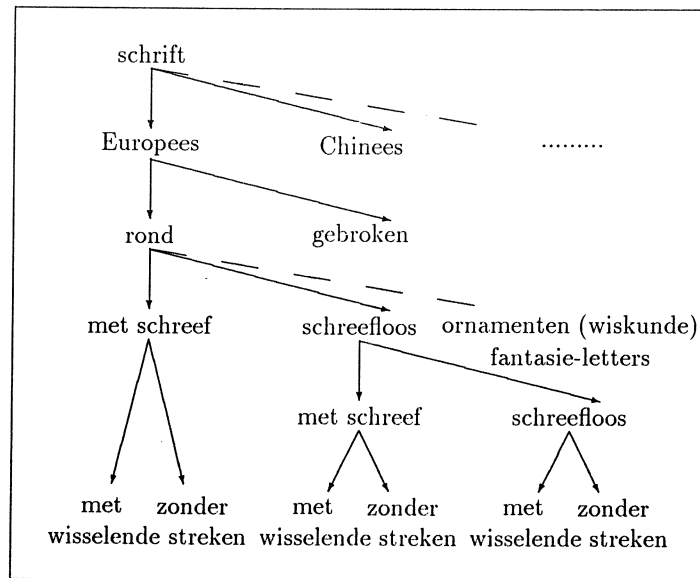 schrift
Europees Chinees .........
rond gebroken
met schreef schreefloos ornamenten (wiskunde)
fantasie-letters
met schreef schreefloos
met zonder met zonder met zonder
wisselende streken wisselende streken wisselende streken